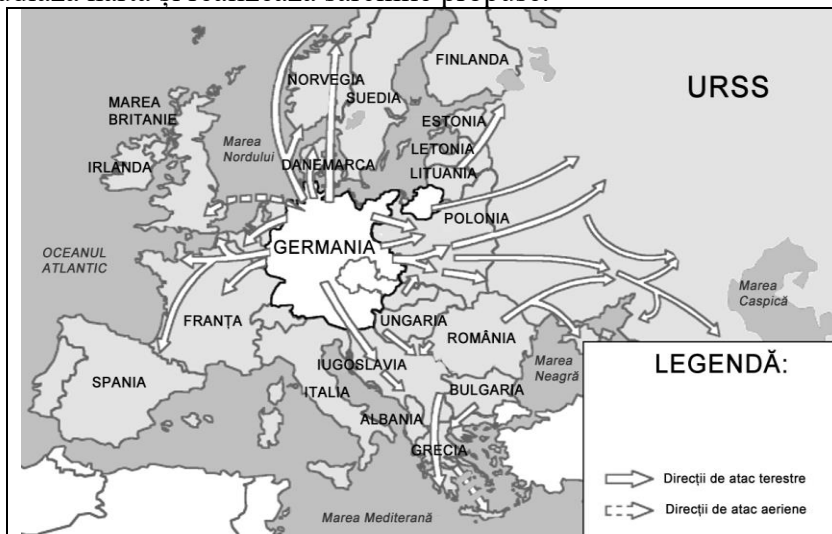 NORVEGIA
FINLANDA
SUEDIA
URSS
MAREA
BRITANIE
Marea
Nordului
ESTONIA
LETONIA
LITUANIA
IRLANDA
DANEMARCA
POLONIA
GERMANIA
OCEANUL
ATLANTIC
Marea
Caspică
FRANȚA
UNGARIA
ROMÂNIA
IUGOSLAVIA
Marea
Neagră
SPANIA
ITALIA
BULGARIA
ALBANIA
GRECIA
Marea Mediterană
LEGENDĂ:
Direcții de atac terestre
Direcții de atac aeriene